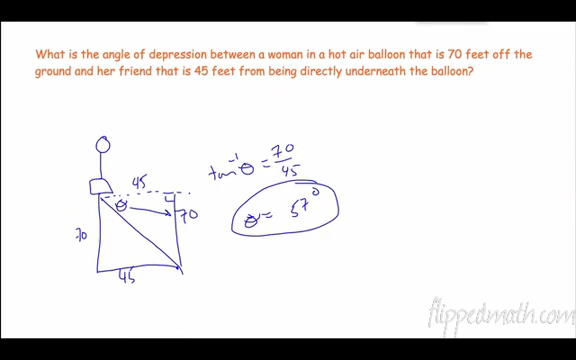 What is the angle of depression between a woman in a hot air balloon that is 70 feet off the
ground and her friend that is 45 feet from being directly underneath the balloon?
45
θ
70
70
45
tan⁻¹ θ = 70/45
θ = 57°
flippedmath.com